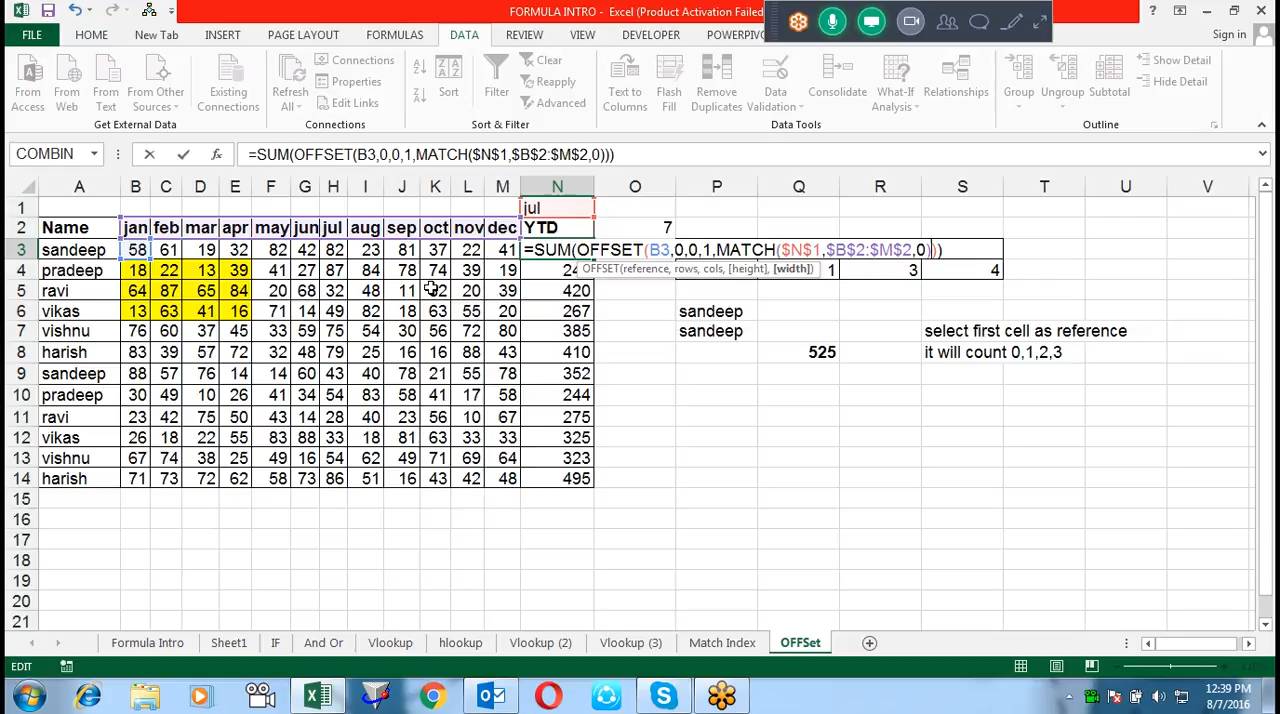 FORMULA INTRO - Excel (Product Activation Failed
FILE HOME New Tab INSERT PAGE LAYOUT FORMULAS DATA REVIEW VIEW DEVELOPER POWERPIV Sign in
From Access From Web From Text From Other Sources Existing Connections Refresh All Connections Properties Edit Links Sort Filter Clear Reapply Advanced Text to Columns Flash Fill Remove Duplicates Data Validation Consolidate What-If Analysis Relationships Group Ungroup Subtotal Show Detail Hide Detail
Get External Data Connections Sort & Filter Data Tools Outline
COMBIN =SUM(OFFSET(B3,0,0,1,MATCH($N$1,$B$2:$M$2,0)))
A B C D E F G H I J K L M N O P Q R S T U V
1 jul
2 Name jan feb mar apr may jun jul aug sep oct nov dec YTD 7
3 sandeep 58 61 19 32 82 42 82 23 81 37 22 41 =SUM(OFFSET(B3,0,0,1,MATCH($N$1,$B$2:$M$2,0)))
4 pradeep 18 22 13 39 41 27 84 78 74 39 19 OFFSET(reference, rows, cols, [height], [width]) 1 3 4
5 ravi 64 87 65 84 20 68 32 48 11 20 39 420
6 vikas 13 63 41 16 71 14 49 82 18 63 55 20 267 sandeep
7 vishnu 76 60 37 45 33 59 75 54 30 56 72 80 385 sandeep select first cell as reference
8 harish 83 39 57 72 32 48 79 25 16 16 88 43 410 525 it will count 0,1,2,3
9 sandeep 88 57 76 14 14 60 43 40 78 21 55 78 352
10 pradeep 30 49 10 26 41 34 54 83 58 41 17 58 244
11 ravi 23 42 75 50 43 14 28 40 23 56 10 67 275
12 vikas 26 18 22 55 83 88 33 18 81 63 33 33 325
13 vishnu 67 74 38 25 49 16 54 62 49 71 69 64 323
14 harish 71 73 72 62 58 73 86 51 16 43 42 48 495
15
16
17
18
19
20
21
Formula Intro Sheet1 IF And Or Vlookup hlookup Vlookup (2) Vlookup (3) Match Index OFFSet
EDIT
12:39 PM
8/7/2016